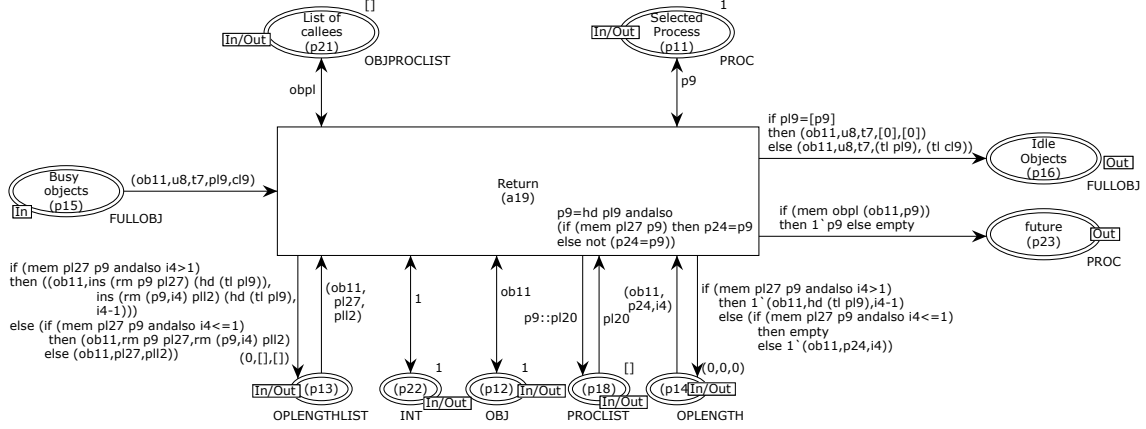 []
List of
callees
(p21)
In/Out
OBJPROCLIST
1
Selected
Process
(p11)
In/Out
PROC
obpl
p9
if pl9=[p9]
then (ob11,u8,t7,[0],[0])
else (ob11,u8,t7,(tl pl9), (tl cl9))
Idle
Objects
(p16)
Out
FULLOBJ
Busy
objects
(p15)
In
FULLOBJ
(ob11,u8,t7,pl9,cl9)
Return
(a19)
p9=hd pl9 andalso
(if (mem pl27 p9) then p24=p9
else not (p24=p9))
if (mem obpl (ob11,p9))
then 1`p9 else empty
future
(p23)
Out
PROC
if (mem pl27 p9 andalso i4>1)
then ((ob11,ins (rm p9 pl27) (hd (tl pl9)),
ins (rm (p9,i4) pll2) (hd (tl pl9),
i4-1)))
else (if (mem pl27 p9 andalso i4<=1)
then (ob11,rm p9 pl27,rm (p9,i4) pll2)
else (ob11,pl27,pll2))
(ob11,
pl27,
pll2)
1
ob11
p9::pl20
pl20
(ob11,
p24,i4)
if (mem pl27 p9 andalso i4>1)
then 1`(ob11,hd (tl pl9),i4-1)
else (if (mem pl27 p9 andalso i4<=1)
then empty
else 1`(ob11,p24,i4))
(0,[],[])
In/Out
(p13)
OPLENGTHLIST
1
(p22)
In/Out
INT
1
(p12)
In/Out
OBJ
[]
(p18)
In/Out
PROCLIST
(0,0,0)
(p14)
In/Out
OPLENGTH